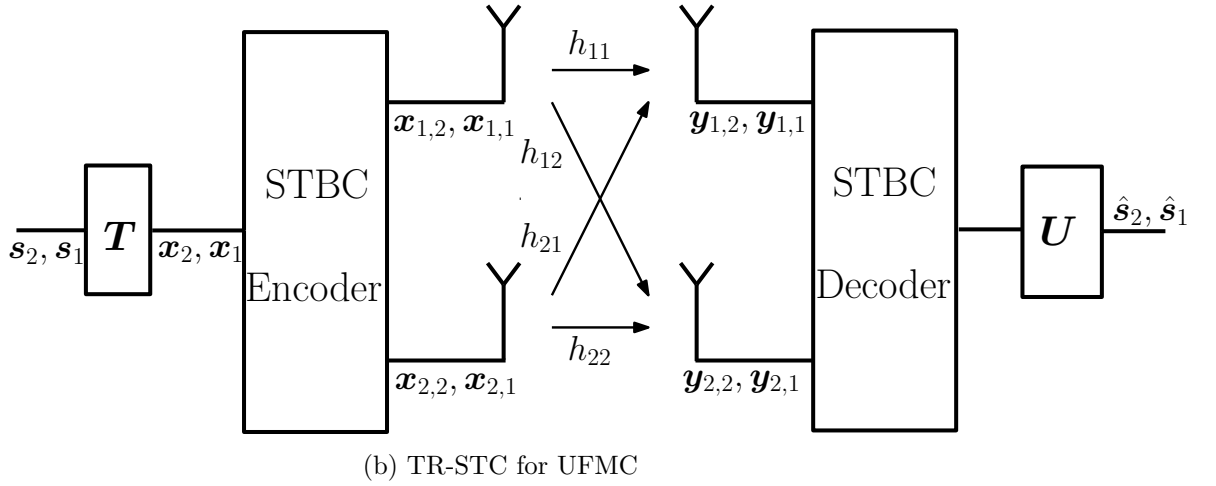 h₁₁
x₁,₂, x₁,₁
y₁,₂, y₁,₁
h₁₂
STBC
Encoder
STBC
Decoder
s₂, s₁
T
x₂, x₁
h₂₁
U
ŝ₂, ŝ₁
h₂₂
x₂,₂, x₂,₁
y₂,₂, y₂,₁
(b) TR-STC for UFMC